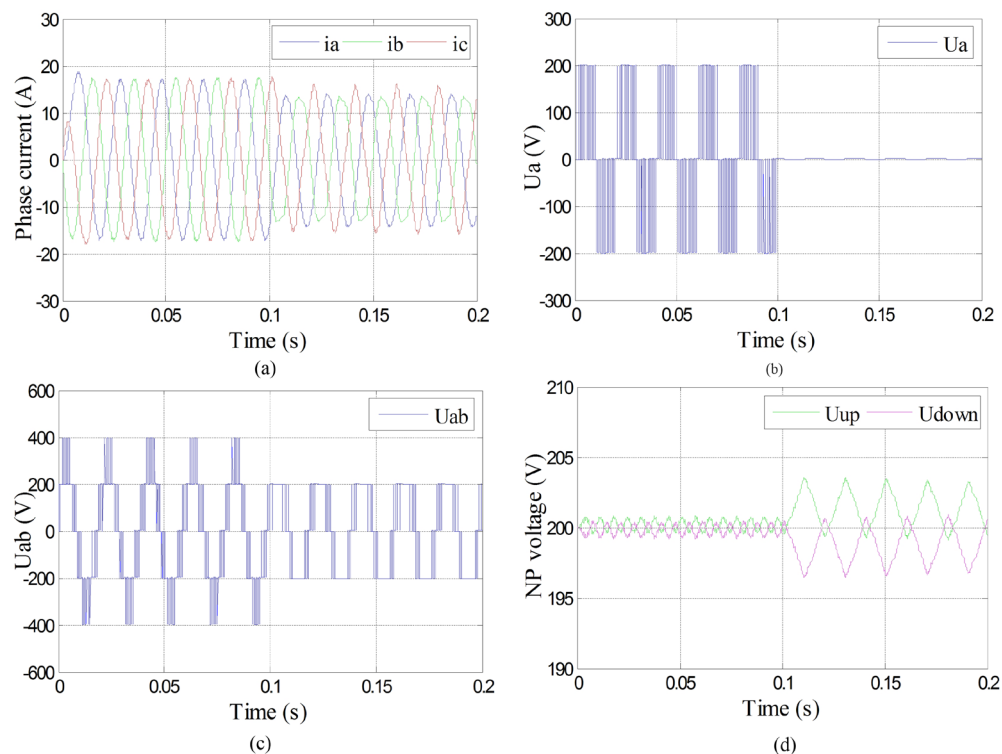 30
20
10
0
-10
-20
-30
Phase current (A)
ia ib ic
0 0.05 0.1 0.15 0.2
Time (s)
(a)
300
200
100
0
-100
-200
-300
Ua (V)
Ua
0 0.05 0.1 0.15 0.2
Time (s)
(b)
600
400
200
0
-200
-400
-600
Uab (V)
Uab
0 0.05 0.1 0.15 0.2
Time (s)
(c)
210
205
200
195
190
NP voltage (V)
Uup Udown
0 0.05 0.1 0.15 0.2
Time (s)
(d)